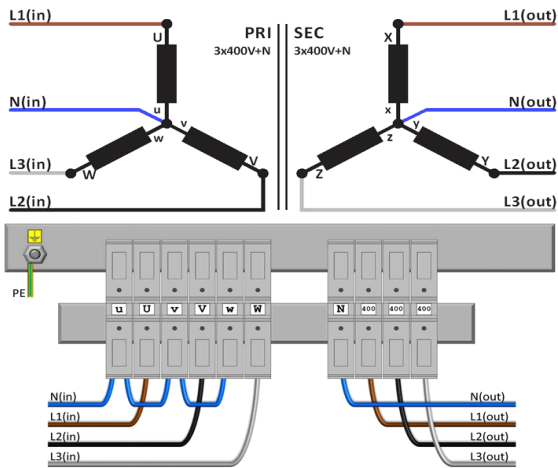 L1(in)
PRI
SEC
L1(out)
3x400V+N
3x400V+N
U
X
N(in)
u
v
w
x
y
z
N(out)
L3(in)
W
V
Z
Y
L2(out)
L2(in)
L3(out)
PE
u U v V w W
N 400 400 400
N(in)
N(out)
L1(in)
L1(out)
L2(in)
L2(out)
L3(in)
L3(out)